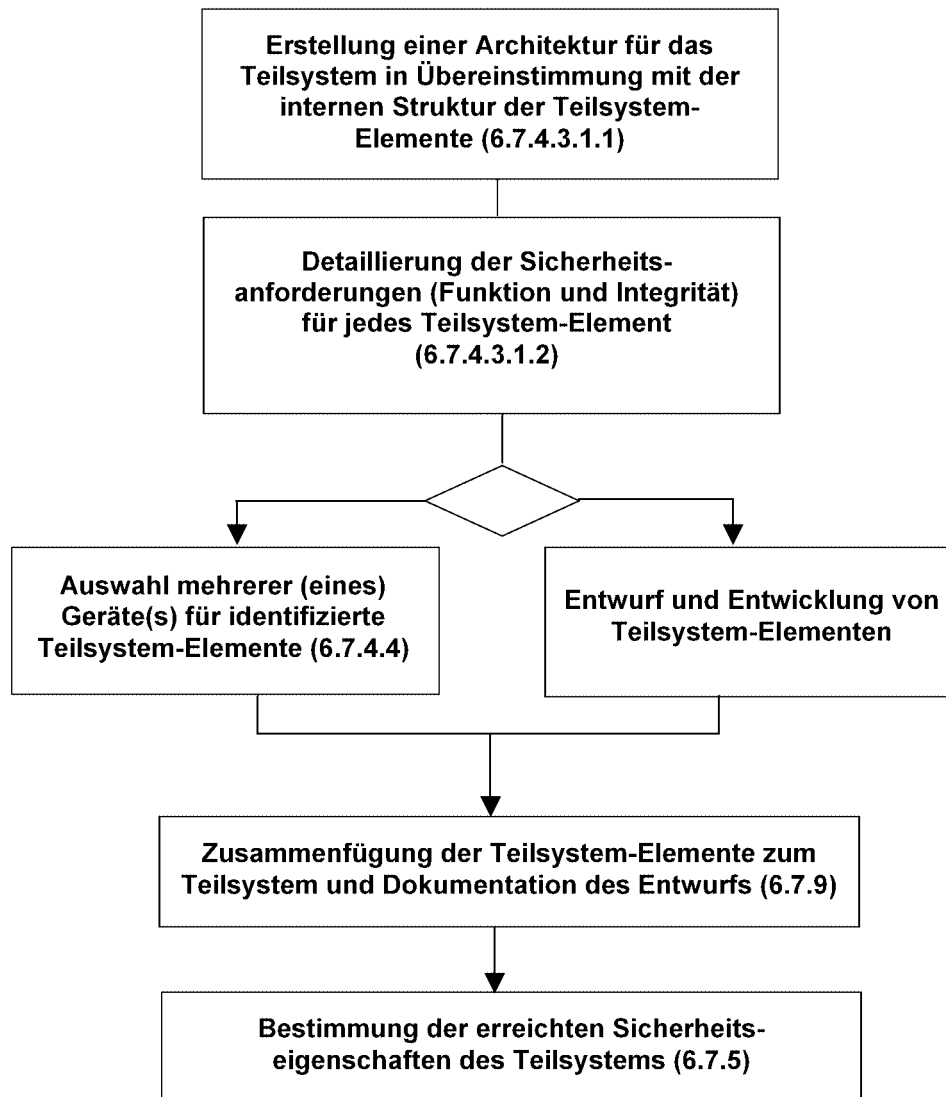 Erstellung einer Architektur für das
Teilsystem in Übereinstimmung mit der
internen Struktur der Teilsystem-
Elemente (6.7.4.3.1.1)
Detaillierung der Sicherheits-
anforderungen (Funktion und Integrität)
für jedes Teilsystem-Element
(6.7.4.3.1.2)
Auswahl mehrerer (eines)
Geräte(s) für identifizierte
Teilsystem-Elemente (6.7.4.4)
Entwurf und Entwicklung von
Teilsystem-Elementen
Zusammenfügung der Teilsystem-Elemente zum
Teilsystem und Dokumentation des Entwurfs (6.7.9)
Bestimmung der erreichten Sicherheits-
eigenschaften des Teilsystems (6.7.5)